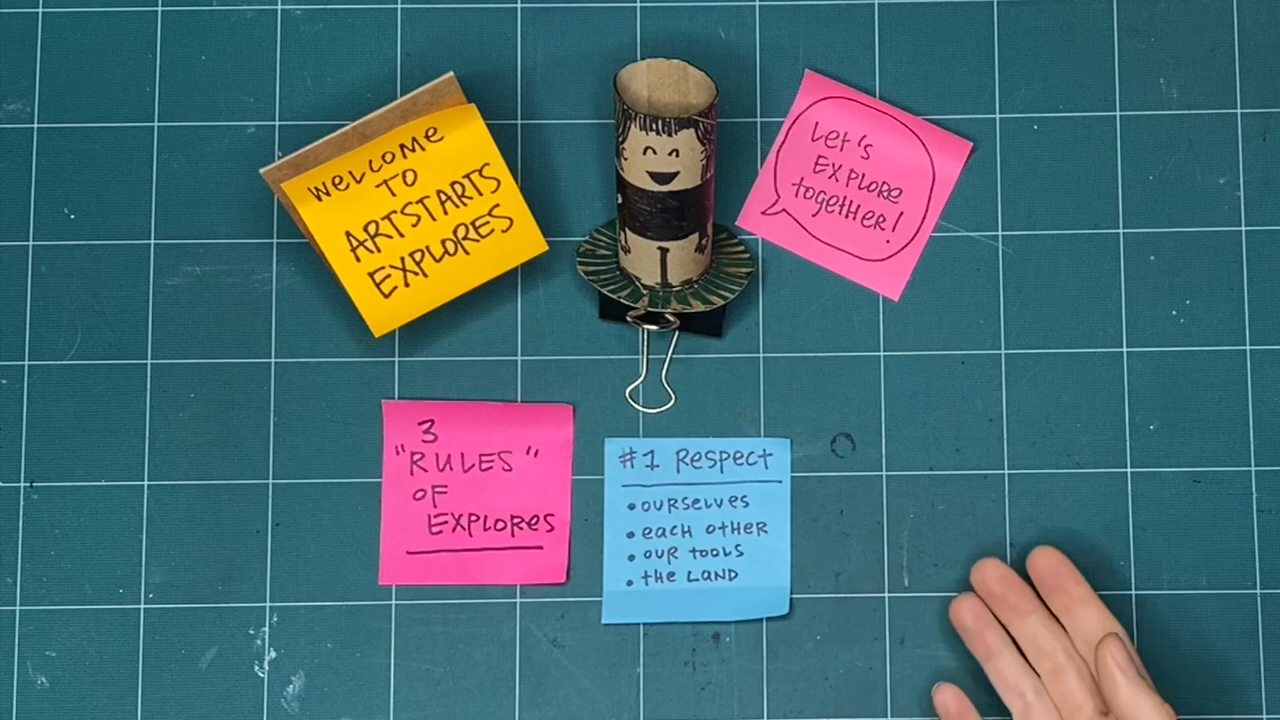 WELCOME
TO
ARTSTARTS
EXPLORES
Let's
EXPLORE
togetHER!
3
"RULES"
OF
EXPLORES
#1 Respect
• OURSELVES
• EACH OTHER
• OUR TOOLS
• tHE LAND